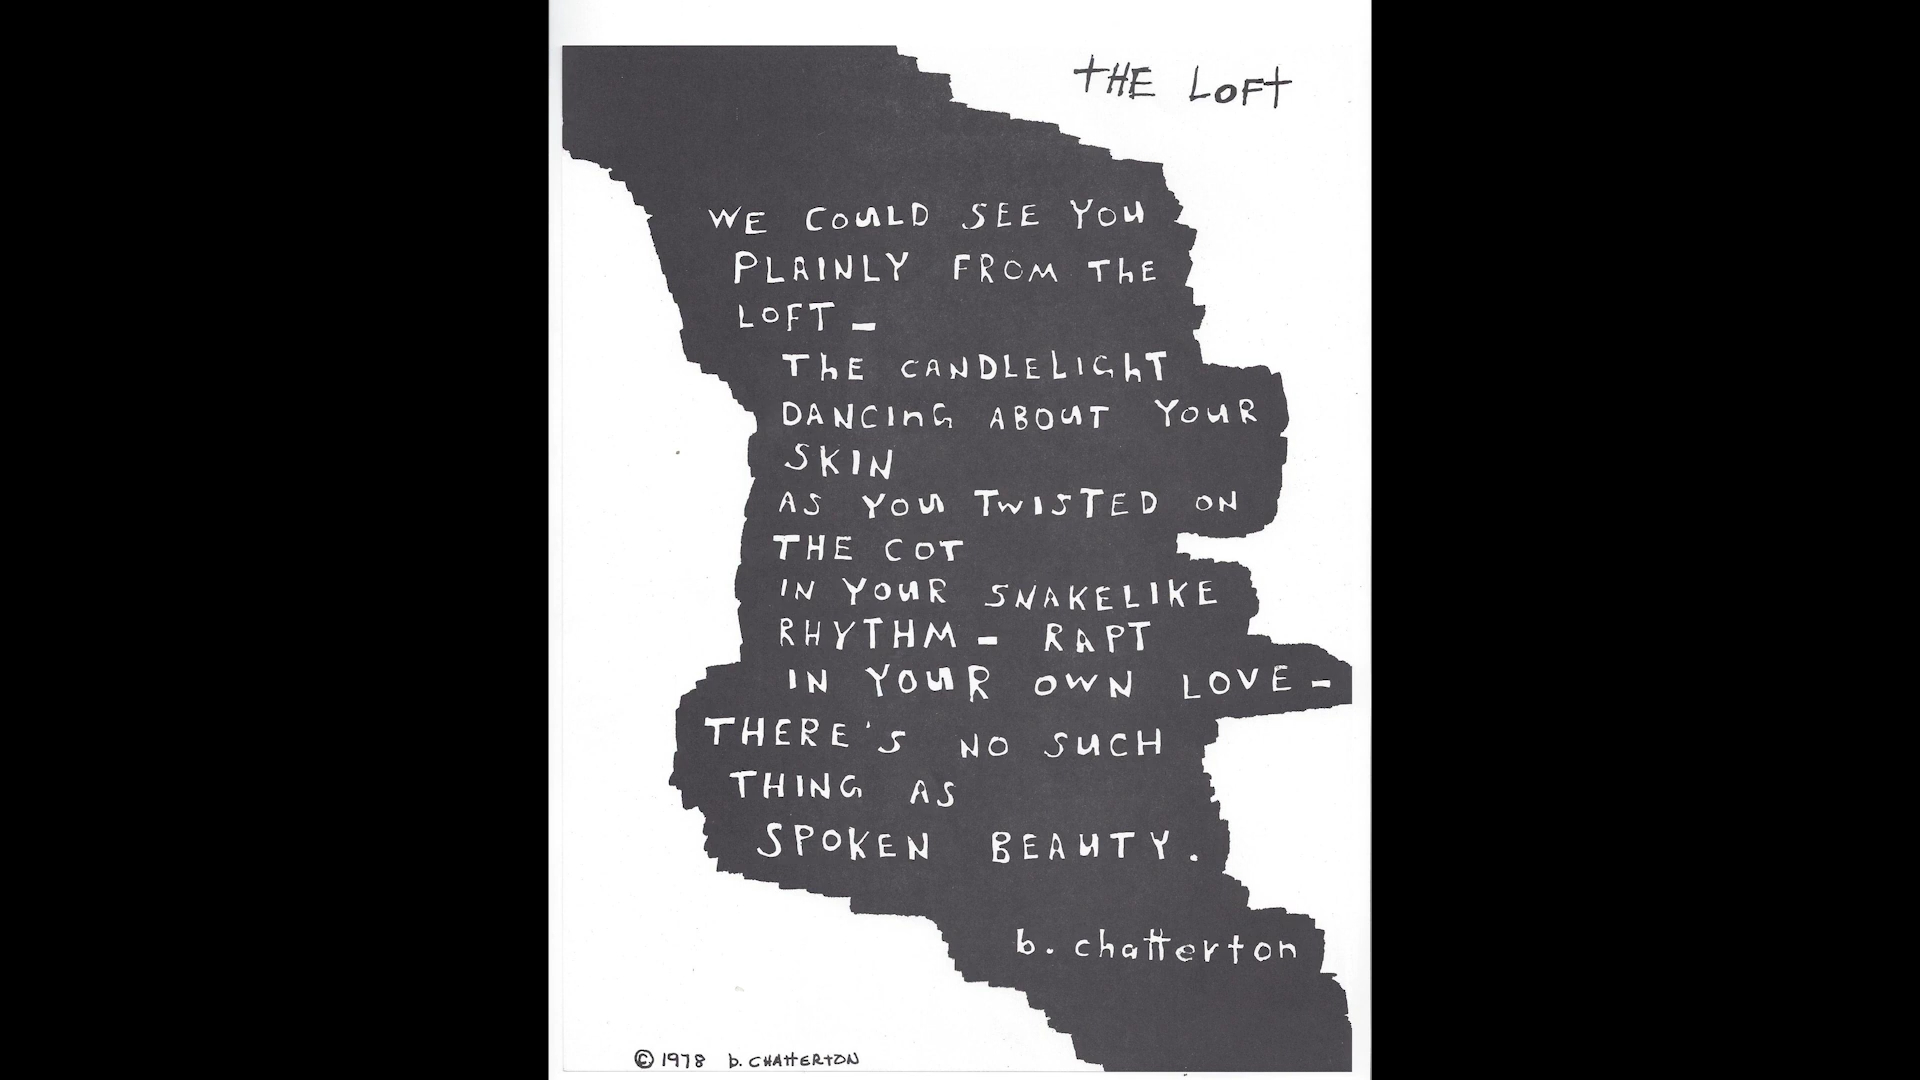 THE LOFT
WE COULD SEE YOU
PLAINLY FROM THE
LOFT –
THE CANDLELIGHT
DANCING ABOUT YOUR
SKIN
AS YOU TWISTED ON
THE COT
IN YOUR SNAKELIKE
RHYTHM – RAPT
IN YOUR OWN LOVE –
THERE'S NO SUCH
THING AS
SPOKEN BEAUTY.
b. chatterton
© 1978 b. CHATTERTON